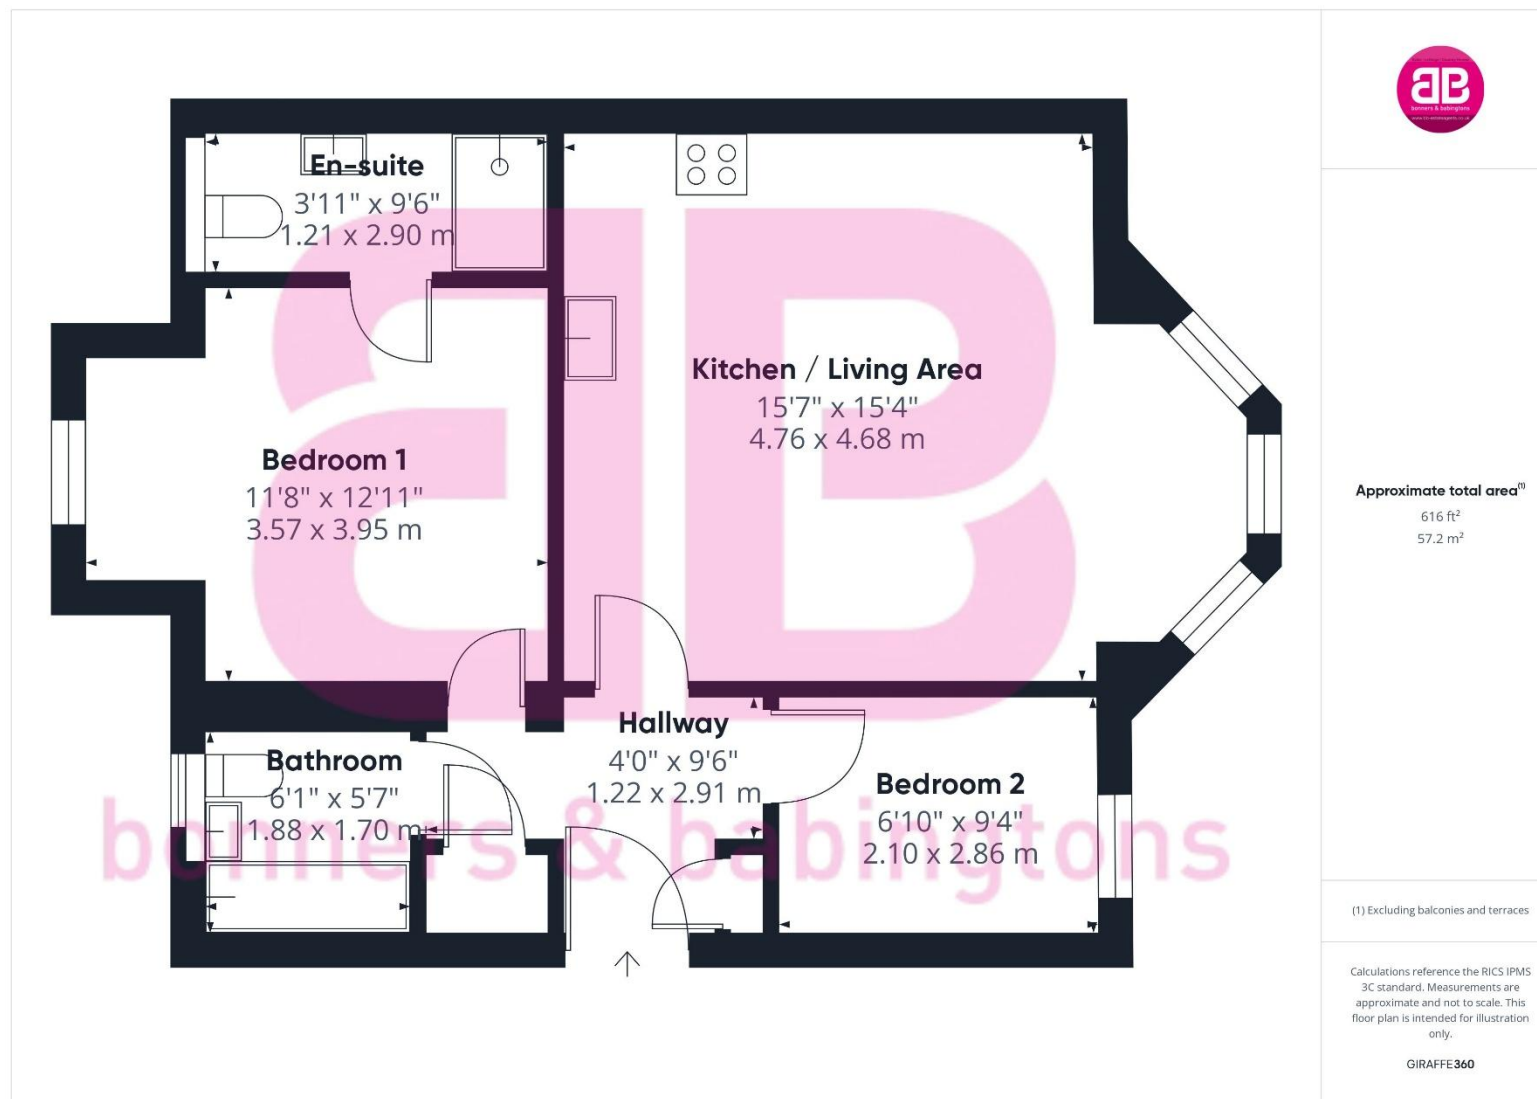 En-suite
3'11" x 9'6"
1.21 x 2.90 m
Kitchen / Living Area
15'7" x 15'4"
4.76 x 4.68 m
Bedroom 1
11'8" x 12'11"
3.57 x 3.95 m
Hallway
4'0" x 9'6"
1.22 x 2.91 m
Bathroom
6'1" x 5'7"
1.88 x 1.70 m
Bedroom 2
6'10" x 9'4"
2.10 x 2.86 m
bonners & babingtons
bonners & babingtons
Approximate total area⁽¹⁾
616 ft²
57.2 m²
(1) Excluding balconies and terraces
Calculations reference the RICS IPMS
3C standard. Measurements are
approximate and not to scale. This
floor plan is intended for illustration
only.
GIRAFFE360